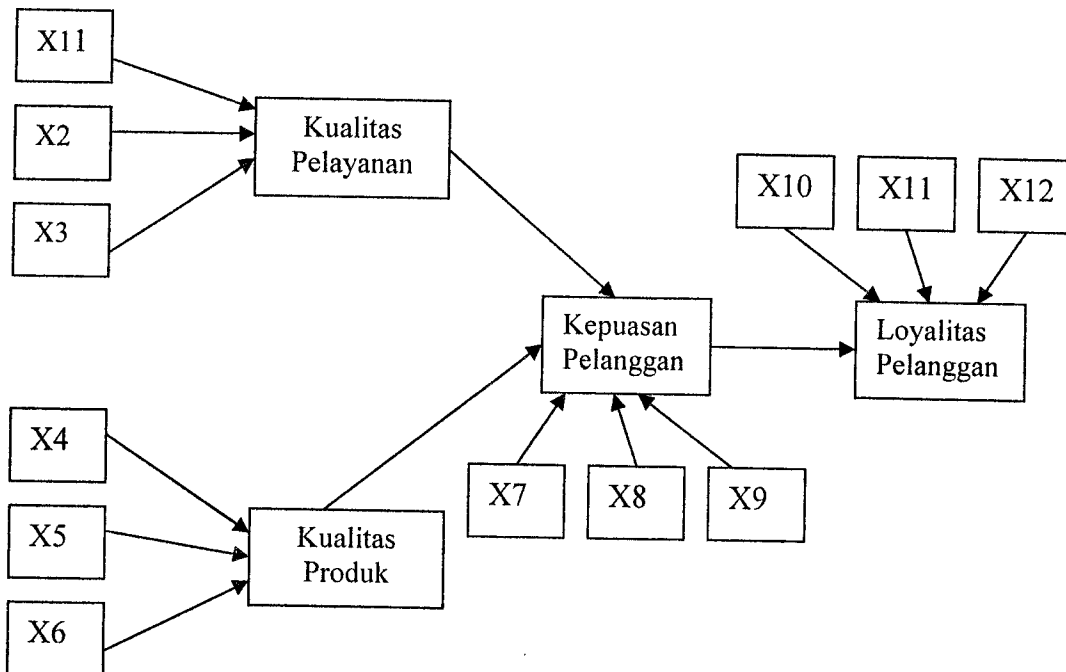 X11
X2
X3
Kualitas
Pelayanan
X10
X11
X12
Kepuasan
Pelanggan
Loyalitas
Pelanggan
X4
X5
X6
Kualitas
Produk
X7
X8
X9